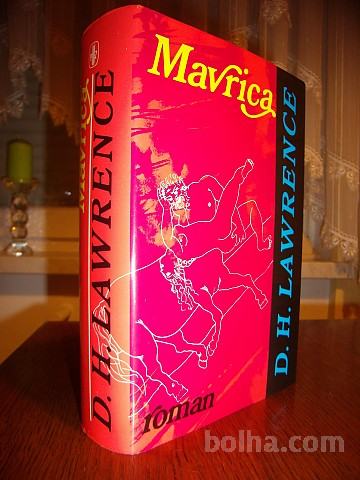 Mavrica
D. H. LAWRENCE
roman
Mavrica
D. H. LAWRENCE
bolha.com